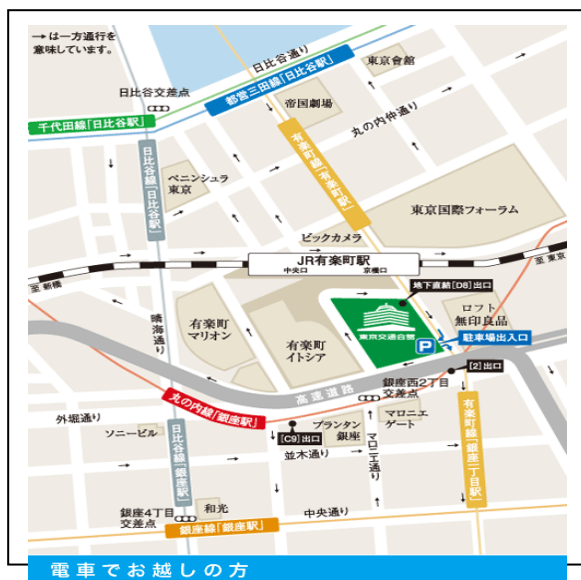 →は一方通行を
意味しています。
日比谷通り
東京會館
都営三田線「日比谷駅」
日比谷交差点
千代田線「日比谷駅」
帝国劇場
丸の内仲通り
日比谷線「日比谷駅」
有楽町線「有楽町駅」
ペニンシュラ
東京
東京国際フォーラム
ビックカメラ
JR有楽町駅
中央口
京橋口
至 東京
至 新橋
地下直結[D8]出口
晴海通り
有楽町
マリオン
有楽町
イトシア
東京交通会館
ロフト
無印良品
P
駐車場出入口
[2]出口
高速道路
銀座西2丁目
交差点
丸の内線「銀座駅」
外堀通り
ソニービル
[C9]出口
プランタン
銀座
マロニエ
ゲート
マロニエ通り
並木通り
日比谷線「銀座駅」
有楽町線「銀座一丁目駅」
銀座4丁目
交差点
和光
中央通り
銀座線「銀座駅」
電車でお越しの方